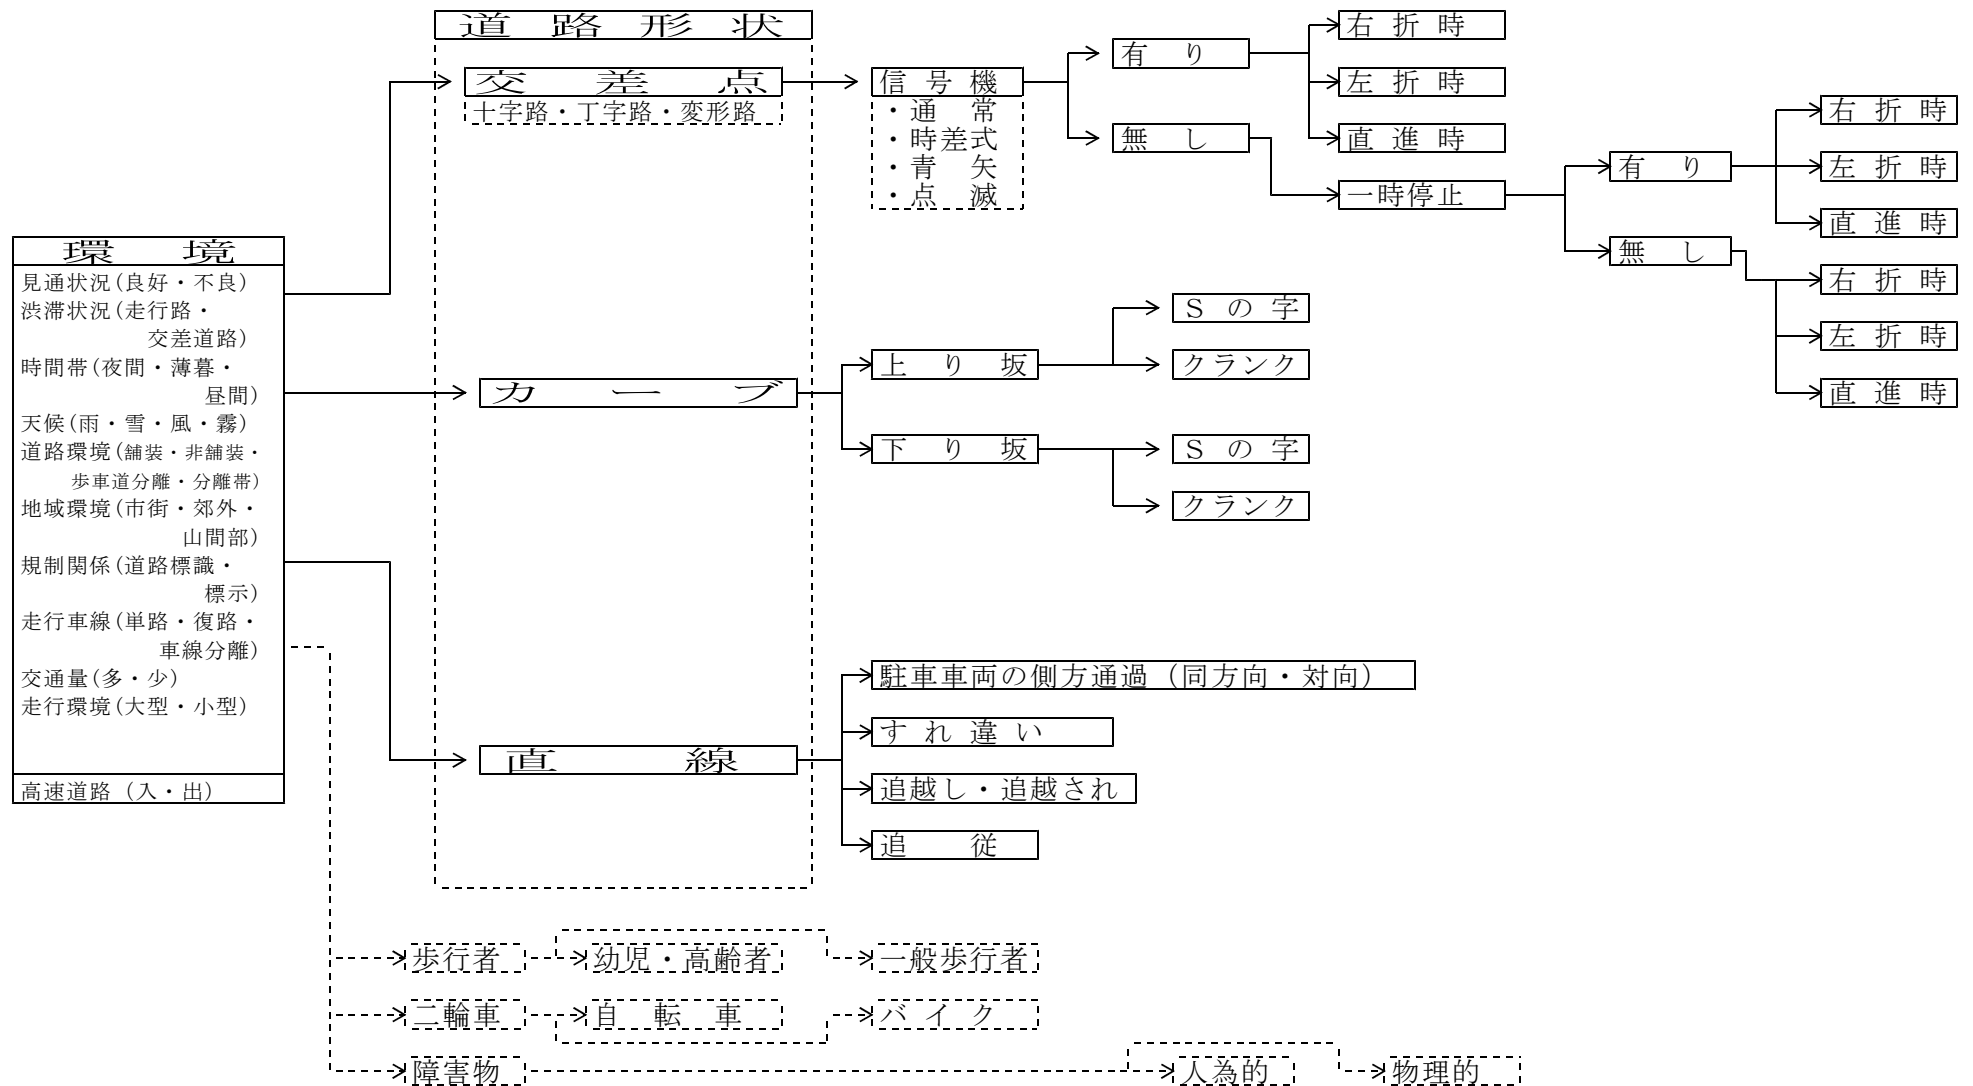 環　境
見通状況(良好・不良)
渋滞状況(走行路・
交差道路)
時間帯(夜間・薄暮・
昼間)
天候(雨・雪・風・霧)
道路環境(舗装・非舗装・
歩車道分離・分離帯)
地域環境(市街・郊外・
山間部)
規制関係(道路標識・
標示)
走行車線(単路・復路・
車線分離)
交通量(多・少)
走行環境(大型・小型)
高速道路（入・出）
道　路　形　状
交　差　点
十字路・丁字路・変形路
カ　ー　ブ
直　線
信 号 機
・通　常
・時差式
・青　矢
・点　滅
有　り
無　し
右 折 時
左 折 時
直 進 時
一時停止
有　り
無　し
右 折 時
左 折 時
直 進 時
右 折 時
左 折 時
直 進 時
上　り　坂
下　り　坂
Ｓ の 字
クランク
Ｓ の 字
クランク
駐車車両の側方通過（同方向・対向）
す れ 違 い
追越し・追越され
追　　従
歩行者
幼児・高齢者
一般歩行者
二輪車
自　転　車
バ イ ク
障害物
人為的
物理的